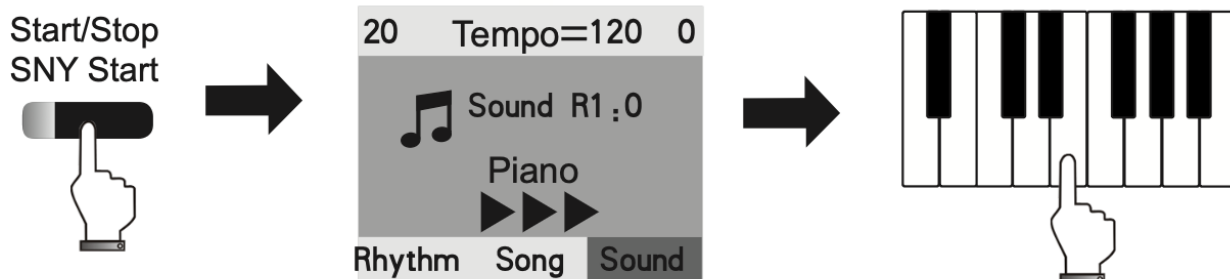 Start/Stop
SNY Start
20 Tempo=120 0
Sound R1:0
Piano
Rhythm Song Sound